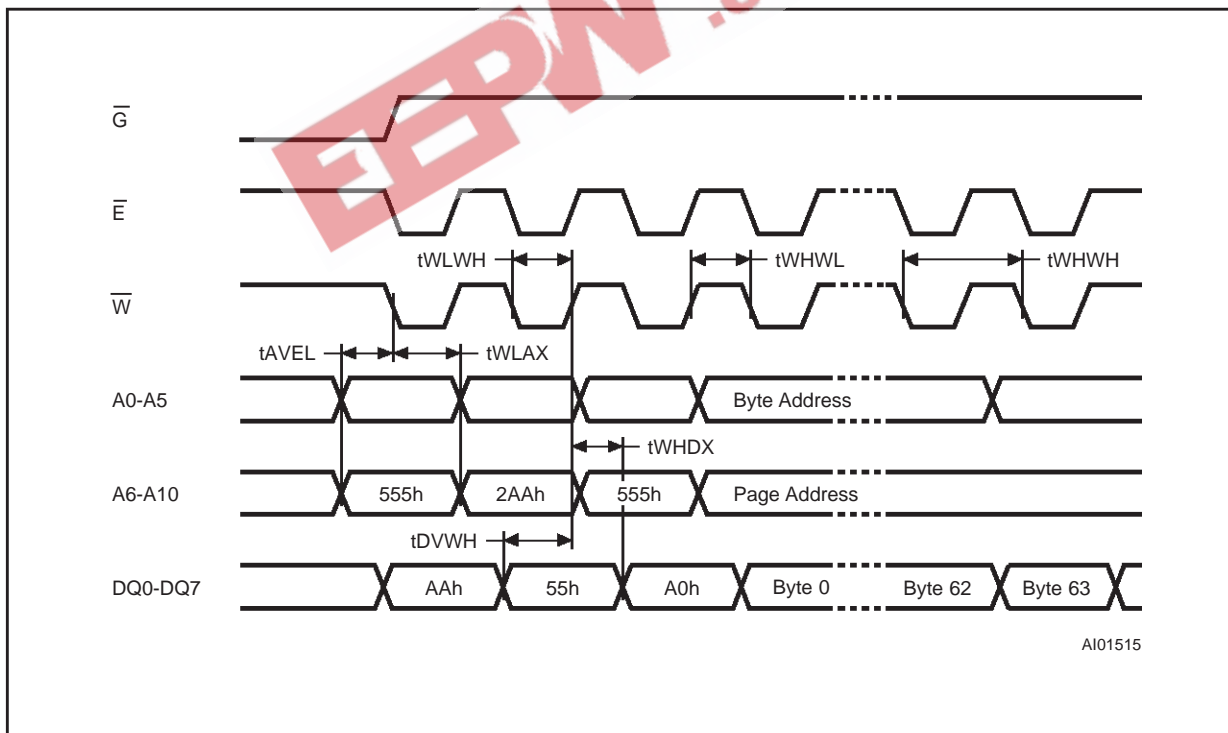 EEPW
G
E
tWLWH tWHWL tWHWH
W
tAVEL tWLAX
A0-A5 Byte Address
tWHDX
A6-A10 555h 2AAh 555h Page Address
tDVWH
DQ0-DQ7 AAh 55h A0h Byte 0 Byte 62 Byte 63
AI01515